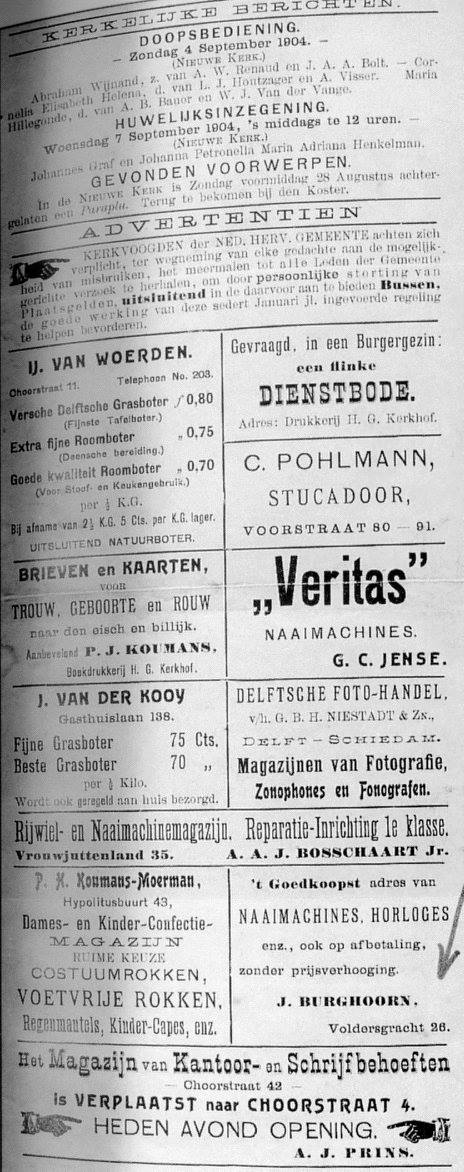 KERKELIJKE BERICHTEN.
DOOPSBEDIENING.
— Zondag 4 September 1904. —
(NIEUWE KERK.)
Abraham Wijnand, z. van A. W. Renaud en J. A. A. Bolt. — Cor-
nelia Elisabeth Helena, d. van L. J. Houtzager en A. Visser. Maria
Hillegonde, d. van A. B. Bauer en W. J. Van der Vange.
HUWELIJKSINZEGENING.
Woensdag 7 September 1904, 's middags te 12 uren. —
(NIEUWE KERK.)
Johannes Graf en Johanna Petronella Maria Adriana Henkelman.
GEVONDEN VOORWERPEN.
In de NIEUWE KERK is Zondag voormiddag 28 Augustus achter-
gelaten een Paraplu. Terug te bekomen bij den Koster.
ADVERTENTIEN
KERKVOOGDEN der NED. HERV. GEMEENTE achten zich
verplicht, ter wegneming van elke gedachte aan de mogelijk-
heid van misbruiken, het meermalen tot alle Leden der Gemeente
gerichte verzoek te herhalen, om door persoonlijke storting van
Plaatsgelden, uitsluitend in de daarvoor aan te bieden Bussen,
de goede werking van deze sedert Januari jl. ingevoerde regeling
te helpen bevorderen.
IJ. VAN WOERDEN.
Choorstraat 11. Telephoon No. 203.
Versche Delftsche Grasboter ƒ 0,80
(Fijnste Tafelboter.)
Extra fijne Roomboter „ 0,75
(Deensche bereiding.)
Goede kwaliteit Roomboter „ 0,70
(Voor Stoof- en Keukengebruik.)
per ½ K.G.
Bij afname van 2½ K.G. 5 Cts. per K.G. lager.
UITSLUITEND NATUURBOTER.
Gevraagd, in een Burgergezin:
een flinke
DIENSTBODE.
Adres: Drukkerij H. G. Kerkhof.
C. POHLMANN,
STUCADOOR,
VOORSTRAAT 80 — 91.
BRIEVEN en KAARTEN,
VOOR
TROUW, GEBOORTE en ROUW
naar den eisch en billijk.
Aanbevelend P. J. KOUMANS,
Boekdrukkerij H. G. Kerkhof.
„Veritas”
NAAIMACHINES.
G. C. JENSE.
J. VAN DER KOOY
Gasthuislaan 138.
Fijne Grasboter 75 Cts.
Beste Grasboter 70 „
per ½ Kilo.
Wordt ook geregeld aan huis bezorgd.
DELFTSCHE FOTO-HANDEL,
v/h. G. B. H. NIESTADT & ZN.,
DELFT – SCHIEDAM.
Magazijnen van Fotografie,
Zonophones en Fonografen.
Rijwiel- en Naaimachinemagazijn. Reparatie-Inrichting 1e klasse.
Vrouwjuttenland 35. A. A. J. BOSSCHAART Jr.
P. K. Koumans-Moerman,
Hypolitusbuurt 43,
Dames- en Kinder-Confectie-
MAGAZIJN
RUIME KEUZE
COSTUUMROKKEN,
VOETVRIJE ROKKEN,
Regenmantels, Kinder-Capes, enz.
't Goedkoopst adres van
NAAIMACHINES, HORLOGES
enz., ook op afbetaling,
zonder prijsverhooging.
J. BURGHOORN,
Voldersgracht 26.
Het Magazijn van Kantoor- en Schrijfbehoeften
— Choorstraat 42 —
is VERPLAATST naar CHOORSTRAAT 4.
HEDEN AVOND OPENING.
A. J. PRINS.